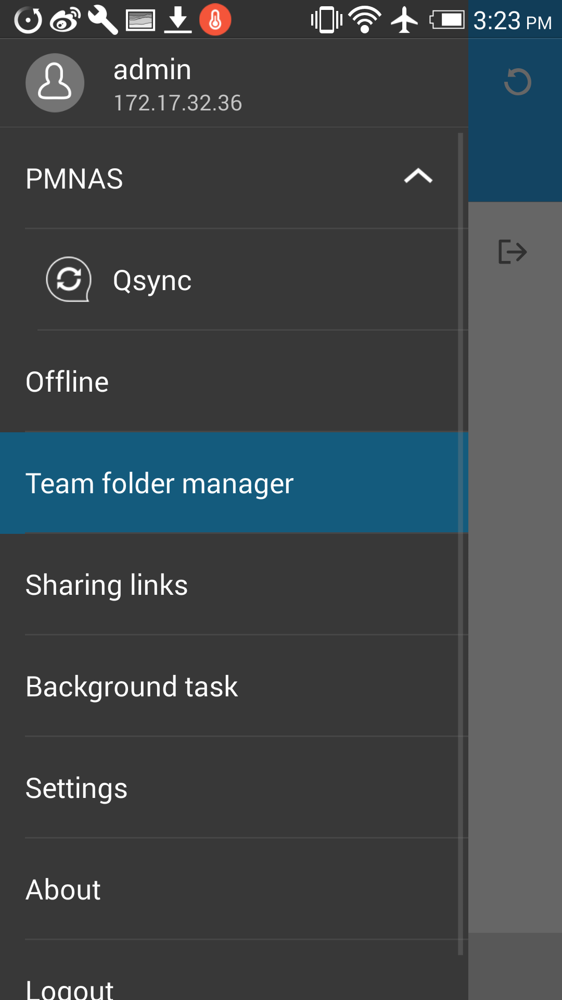 3:23 PM
admin
172.17.32.36
PMNAS
Qsync
Offline
Team folder manager
Sharing links
Background task
Settings
About
Logout